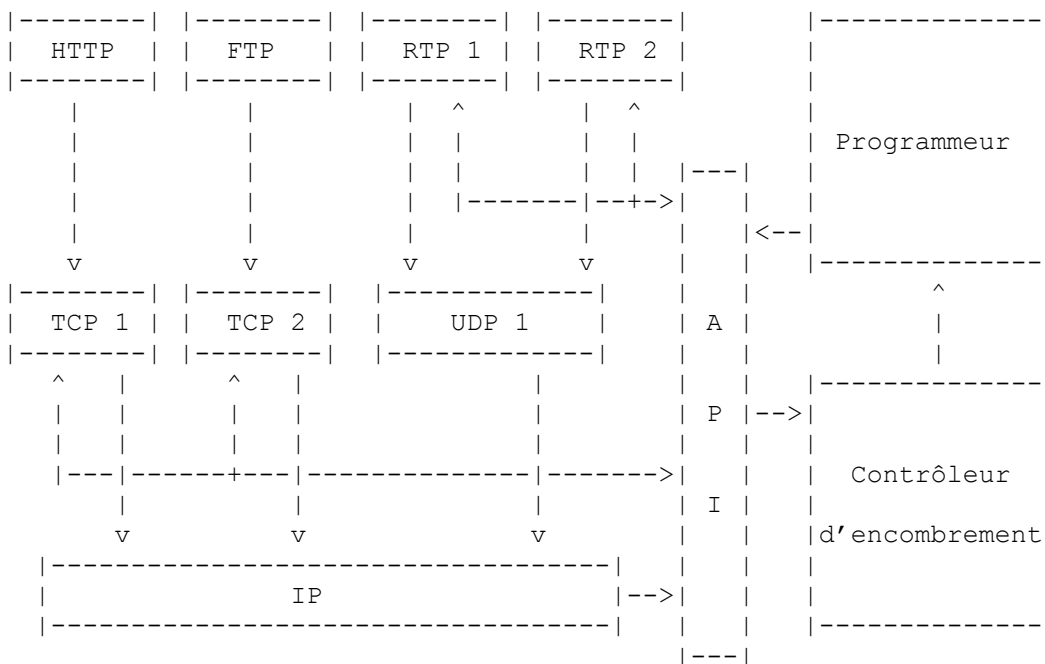 HTTP FTP RTP 1 RTP 2
Programmeur
TCP 1 TCP 2 UDP 1 A
P
Contrôleur
I
d'encombrement
IP